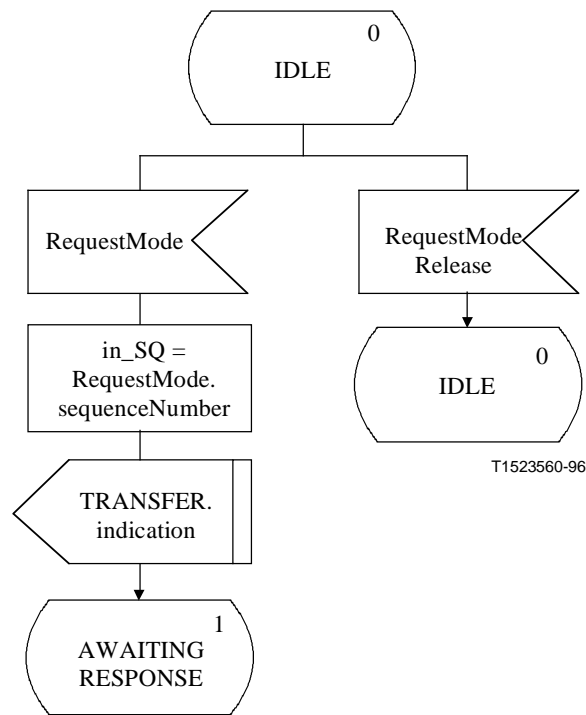 0
IDLE
RequestMode
RequestMode
Release
in_SQ =
RequestMode.
sequenceNumber
0
IDLE
T1523560-96
TRANSFER.
indication
1
AWAITING
RESPONSE